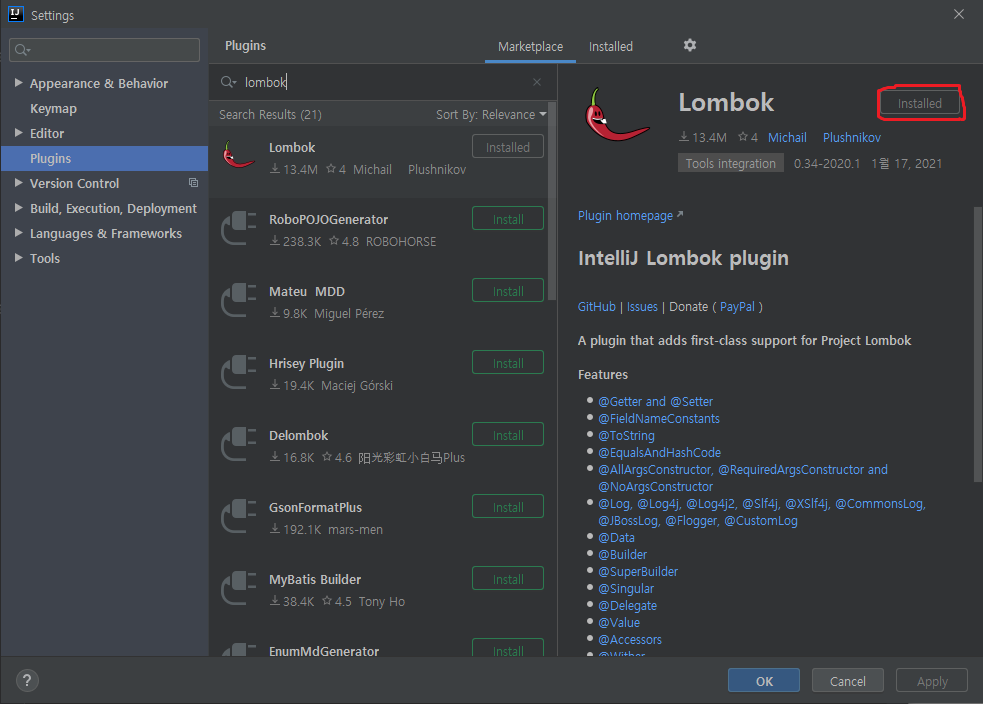 Settings
Plugins
Marketplace
Installed
Appearance & Behavior
Keymap
Editor
Plugins
Version Control
Build, Execution, Deployment
Languages & Frameworks
Tools
lombok
Search Results (21)
Sort By: Relevance
Lombok
Installed
13.4M 4 Michail Plushnikov
RoboPOJOGenerator
Install
238.3K 4.8 ROBOHORSE
Mateu MDD
Install
9.8K Miguel Pérez
Hrisey Plugin
Install
19.4K Maciej Górski
Delombok
Install
16.8K 4.6 阳光彩虹小白马Plus
GsonFormatPlus
Install
192.1K mars-men
MyBatis Builder
Install
38.4K 4.5 Tony Ho
EnumMdGenerator
Install
Lombok
Installed
13.4M 4 Michail Plushnikov
Tools integration 0.34-2020.1 1월 17, 2021
Plugin homepage
IntelliJ Lombok plugin
GitHub | Issues | Donate ( PayPal )
A plugin that adds first-class support for Project Lombok
Features
@Getter and @Setter
@FieldNameConstants
@ToString
@EqualsAndHashCode
@AllArgsConstructor, @RequiredArgsConstructor and
@NoArgsConstructor
@Log, @Log4j, @Log4j2, @Slf4j, @XSlf4j, @CommonsLog,
@JBossLog, @Flogger, @CustomLog
@Data
@Builder
@SuperBuilder
@Singular
@Delegate
@Value
@Accessors
@Wither
?
OK
Cancel
Apply